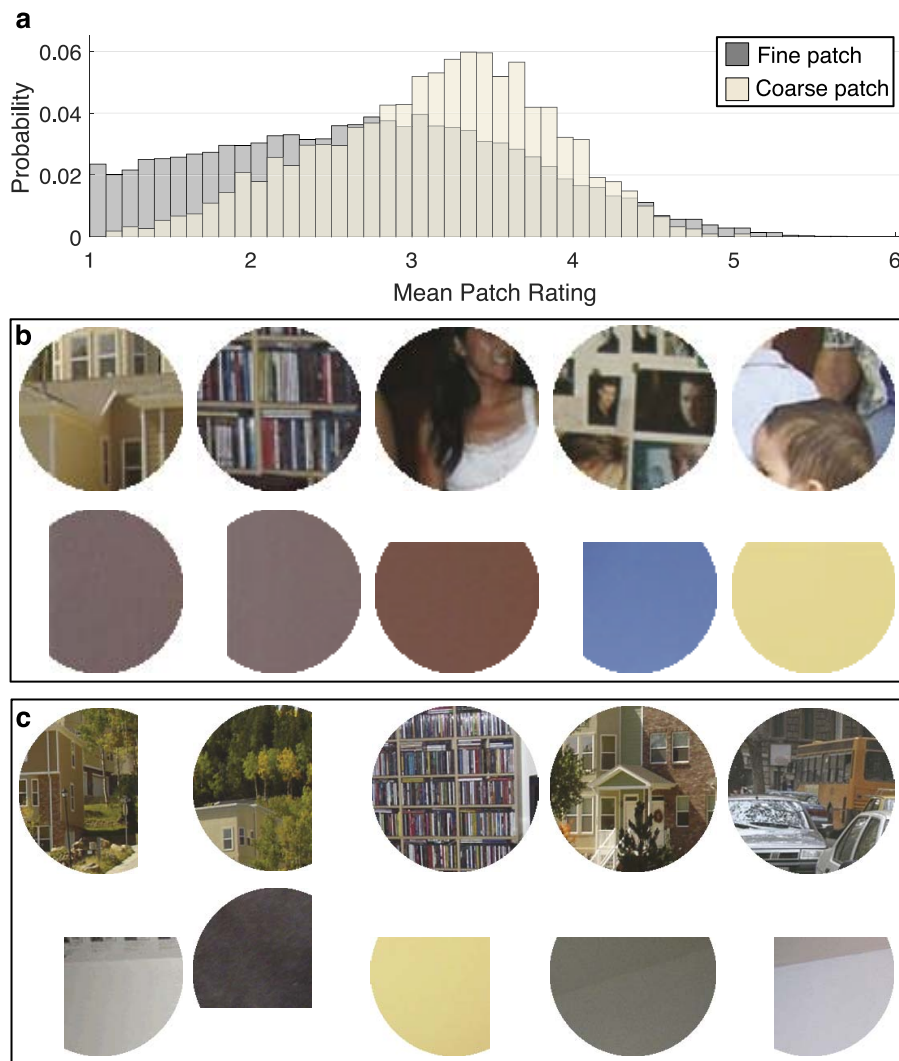 a
0.06
0.04
0.02
0
Probability
Fine patch
Coarse patch
1 2 3 4 5 6
Mean Patch Rating
b
c